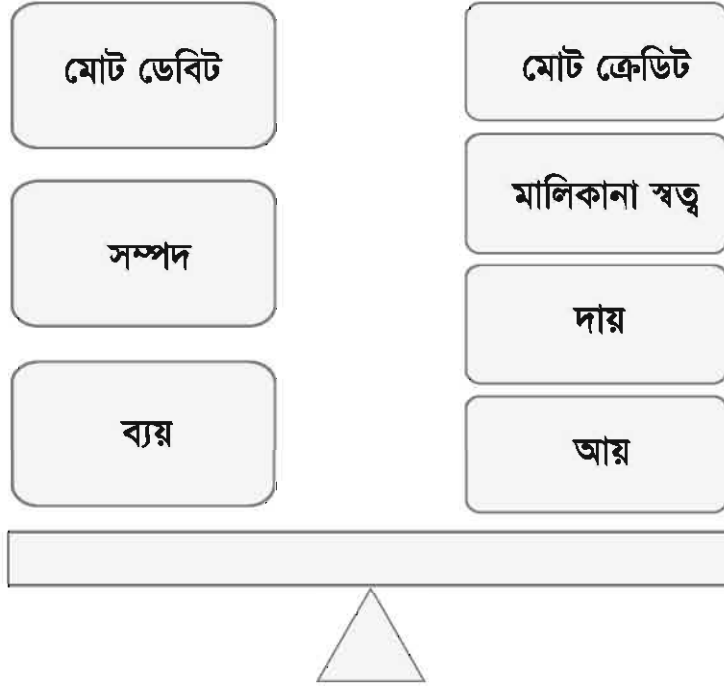 মোট ডেবিট
সম্পদ
ব্যয়
মোট ক্রেডিট
মালিকানা স্বত্ব
দায়
আয়